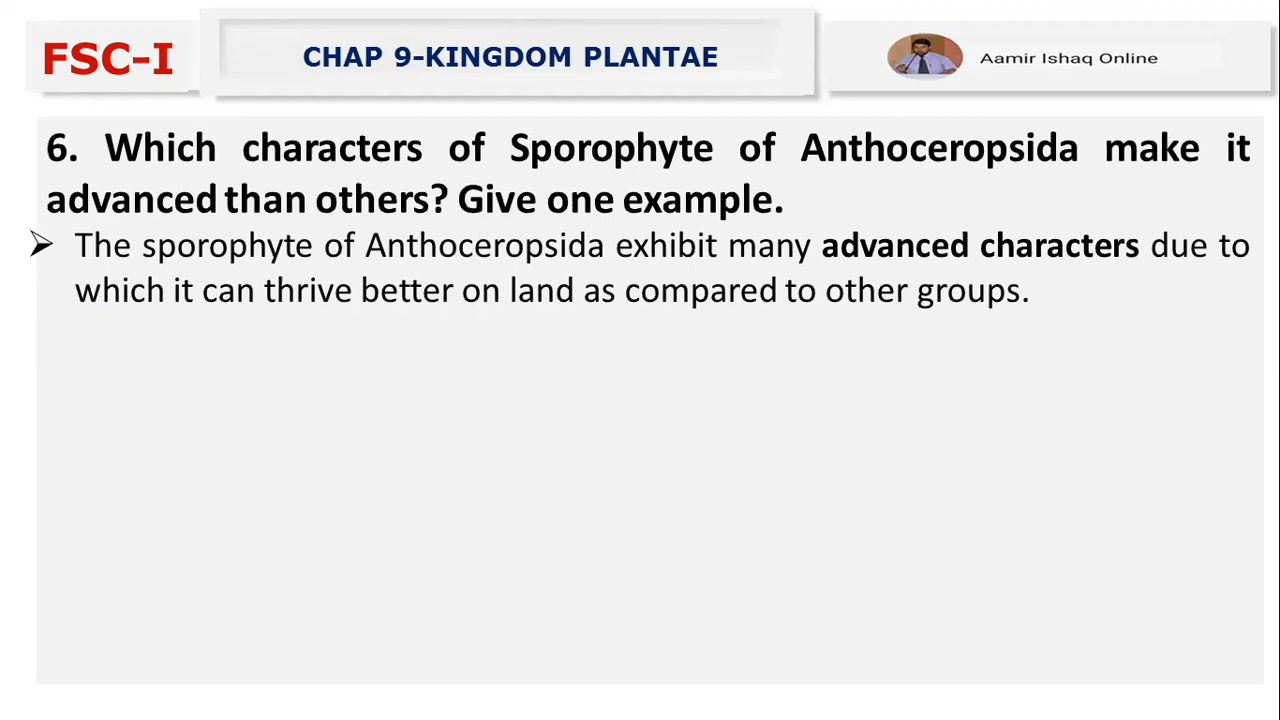 FSC-I
CHAP 9-KINGDOM PLANTAE
Aamir Ishaq Online
6. Which characters of Sporophyte of Anthoceropsida make it
advanced than others? Give one example.
➤ The sporophyte of Anthoceropsida exhibit many advanced characters due to
which it can thrive better on land as compared to other groups.